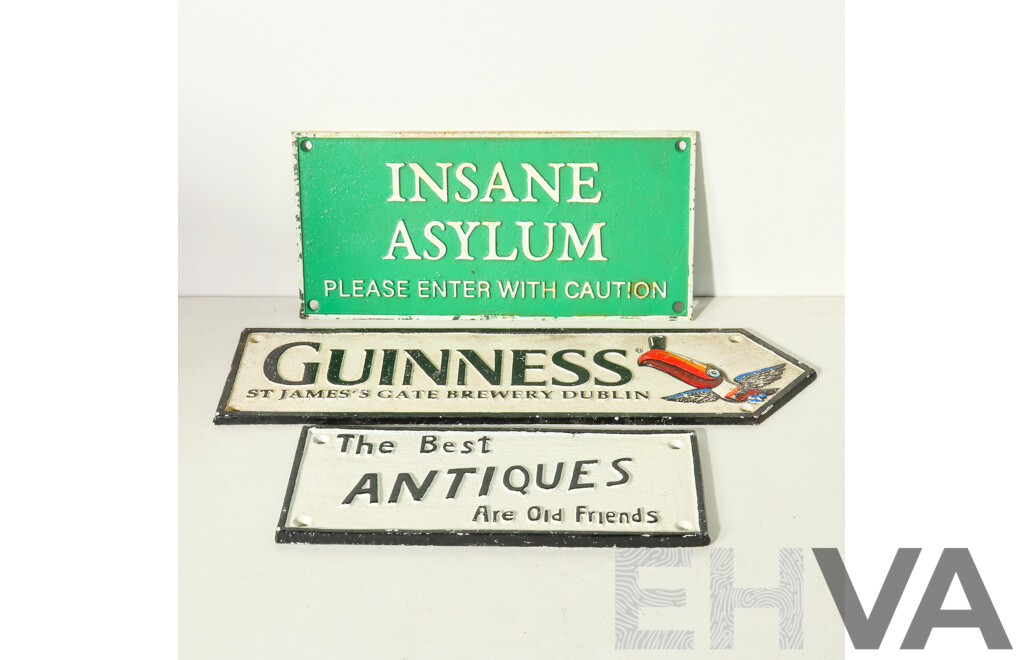 INSANE
ASYLUM
PLEASE ENTER WITH CAUTION
GUINNESS®
ST JAMES'S GATE BREWERY DUBLIN
The Best
ANTIQUES
Are Old Friends
EHVA